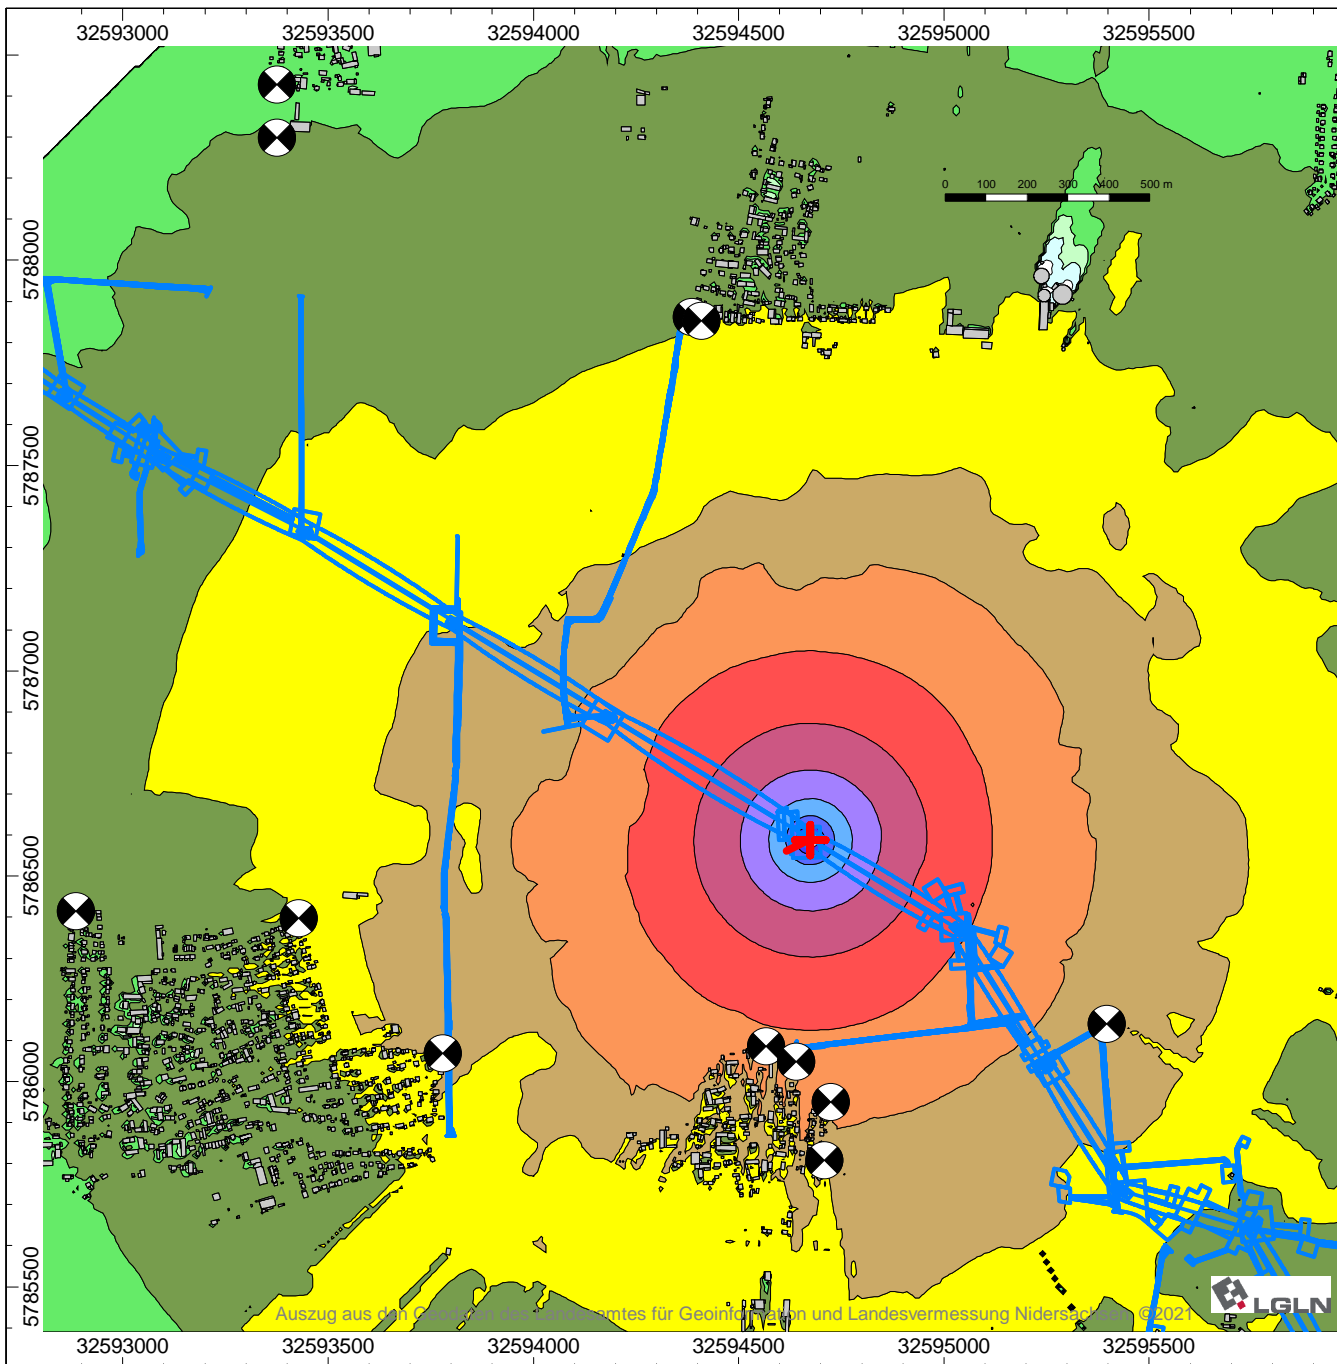 32593000 32593500 32594000 32594500 32595000 32595500
5788000
5787500
5787000
5786500
5786000
5785500
0 100 200 300 400 500 m
Auszug aus den Geodaten des Landesamtes für Geoinformation und Landesvermessung Nidersachsen ©2021
LGLN
32593000 32593500 32594000 32594500 32595000 32595500